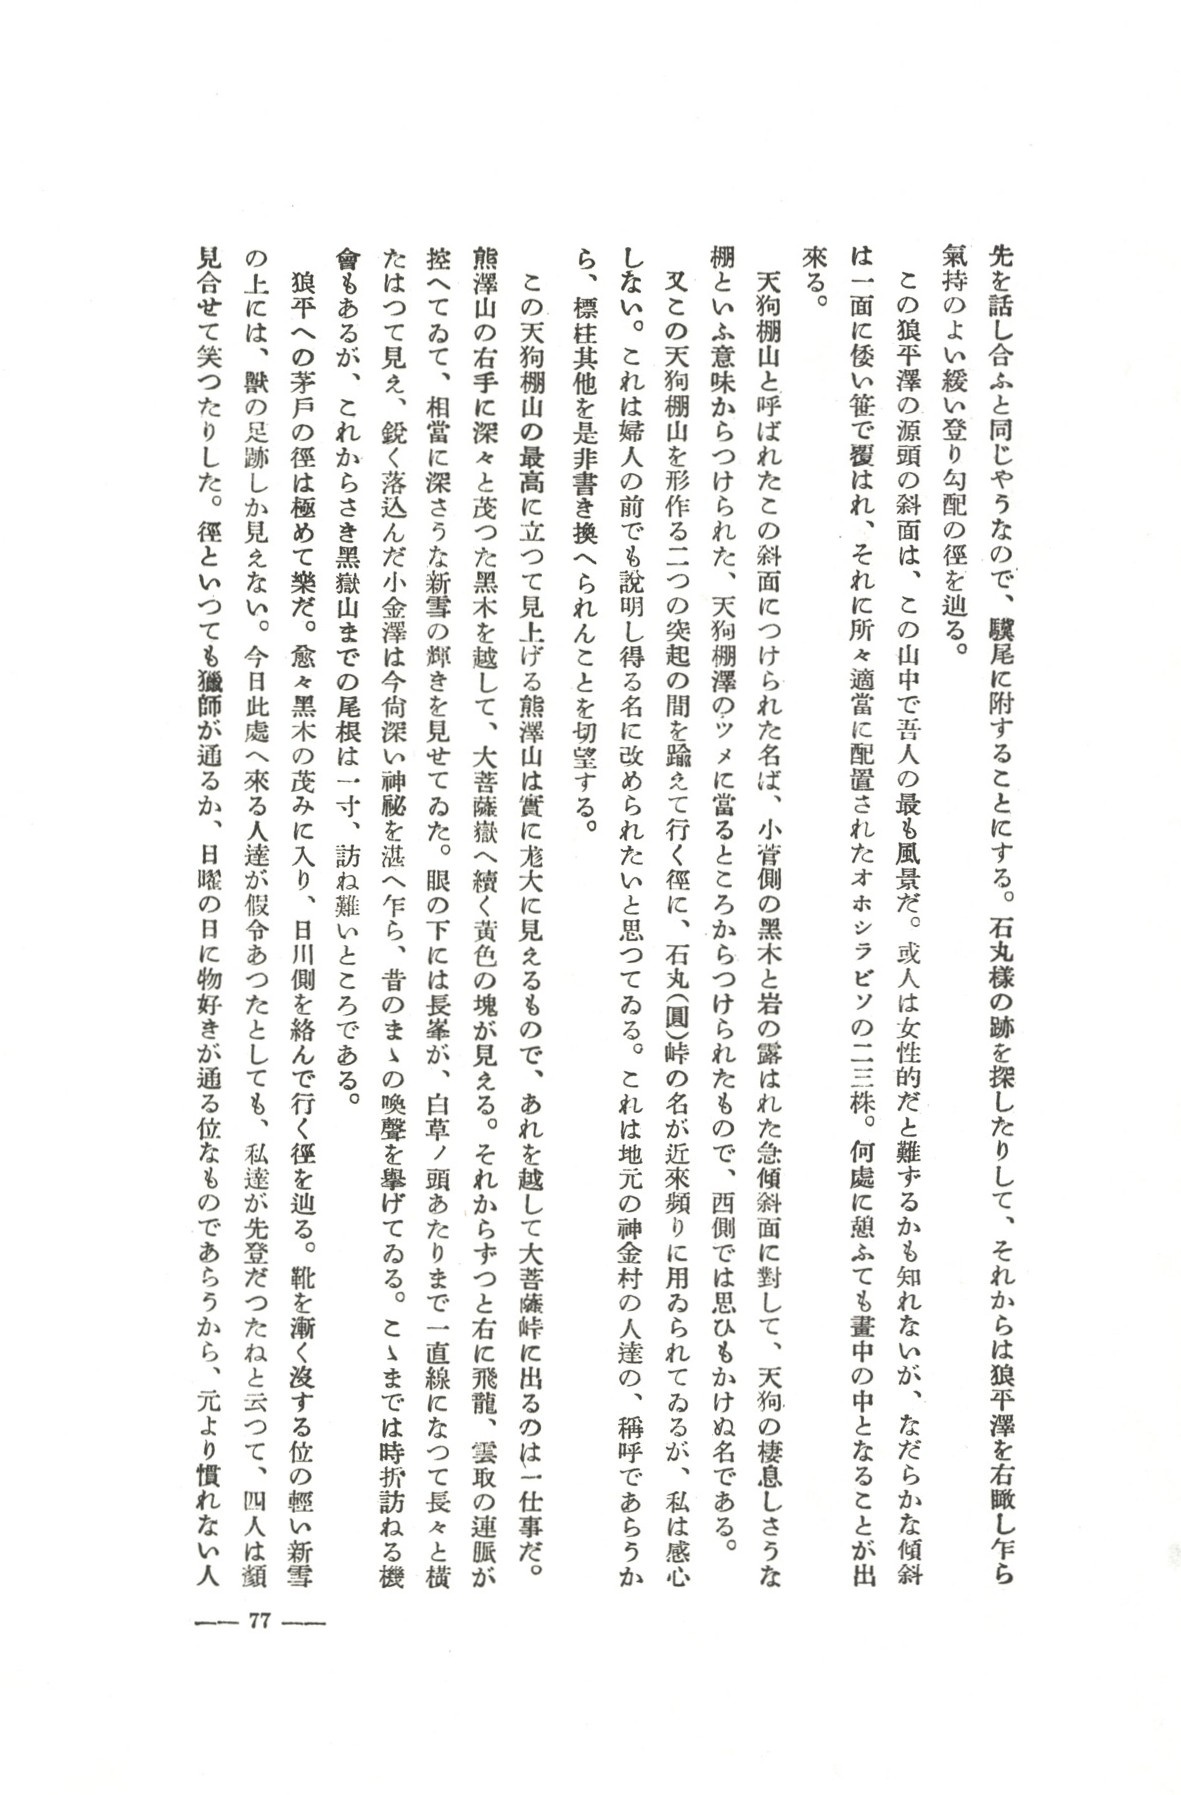 先を話し合ふと同じやうなので、驥尾に附することにする。石丸樣の跡を探したりして、それからは狼平澤を右瞰し乍ら
氣持のよい緩い登り勾配の徑を辿る。
この狼平澤の源頭の斜面は、この山中で吾人の最も風景だ。或人は女性的だと難ずるかも知れないが、なだらかな傾斜
は一面に倭い笹で覆はれ、それに所々適當に配置されたオホシラビソの二三株。何處に憩ふても畫中の中となることが出
來る。
天狗棚山と呼ばれたこの斜面につけられた名ば、小菅側の黑木と岩の露はれた急傾斜面に對して、天狗の棲息しさうな
棚といふ意味からつけられた、天狗棚澤のツメに當るところからつけられたもので、西側では思ひもかけぬ名である。
又この天狗棚山を形作る二つの突起の間を踰えて行く徑に、石丸(圓)峠の名が近來頻りに用ゐられてゐるが、私は感心
しない。これは婦人の前でも說明し得る名に改められたいと思つてゐる。これは地元の神金村の人達の、稱呼であらうか
ら、標柱其他を是非書き換へられんことを切望する。
この天狗棚山の最高に立つて見上げる熊澤山は實に尨大に見えるもので、あれを越して大菩薩峠に出るのは一仕事だ。
熊澤山の右手に深々と茂つた黑木を越して、大菩薩嶽へ續く黃色の塊が見える。それからずつと右に飛龍、雲取の連脈が
控へてゐて、相當に深さうな新雪の輝きを見せてゐた。眼の下には長峯が、白草ノ頭あたりまで一直線になつて長々と橫
たはつて見え、銳く落込んだ小金澤は今尙深い神祕を湛へ乍ら、昔のまゝの喚聲を擧げてゐる。こゝまでは時折訪ねる機
會もあるが、これからさき黑嶽山までの尾根は一寸、訪ね難いところである。
狼平への茅戶の徑は極めて樂だ。愈々黑木の茂みに入り、日川側を絡んで行く徑を辿る。靴を漸く沒する位の輕い新雪
の上には、獸の足跡しか見えない。今日此處へ來る人達が假令あつたとしても、私達が先登だつたねと云つて、四人は顏
見合せて笑つたりした。徑といつても獵師が通るか、日曜の日に物好きが通る位なものであらうから、元より慣れない人
— 77 —